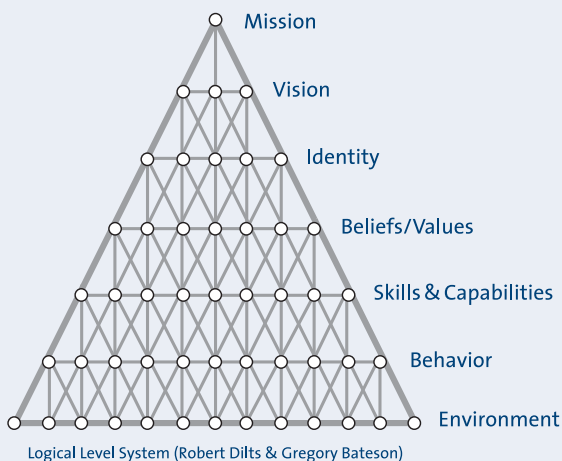 Mission
Vision
Identity
Beliefs/Values
Skills & Capabilities
Behavior
Environment
Logical Level System (Robert Dilts & Gregory Bateson)